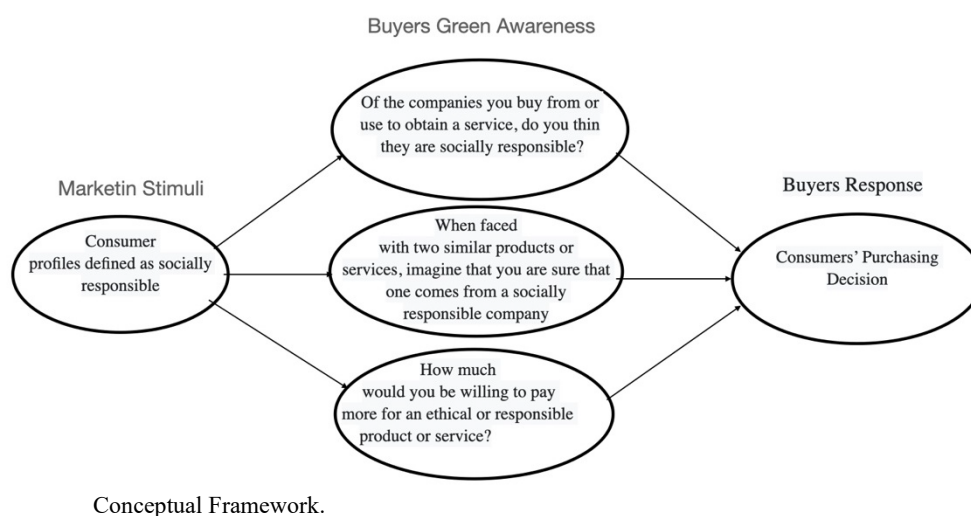 Buyers Green Awareness
Of the companies you buy from or
use to obtain a service, do you thin
they are socially responsible?
Marketin Stimuli
Consumer
profiles defined as socially
responsible
When faced
with two similar products or
services, imagine that you are sure that
one comes from a socially
responsible company
How much
would you be willing to pay
more for an ethical or responsible
product or service?
Buyers Response
Consumers’ Purchasing
Decision
Conceptual Framework.